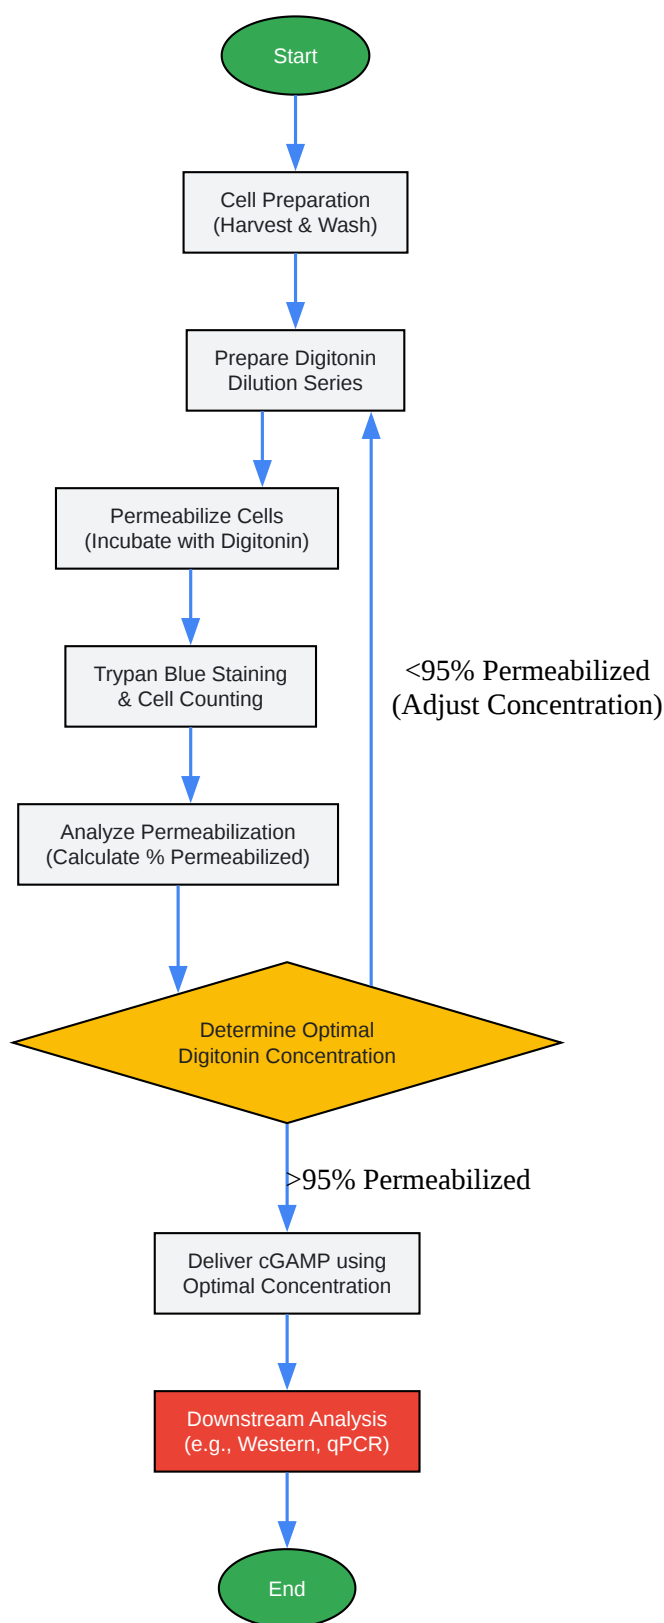 Start
Cell Preparation
(Harvest & Wash)
Prepare Digitonin
Dilution Series
Permeabilize Cells
(Incubate with Digitonin)
Trypan Blue Staining
& Cell Counting
<95% Permeabilized
(Adjust Concentration)
Analyze Permeabilization
(Calculate % Permeabilized)
Determine Optimal
Digitonin Concentration
>95% Permeabilized
Deliver cGAMP using
Optimal Concentration
Downstream Analysis
(e.g., Western, qPCR)
End